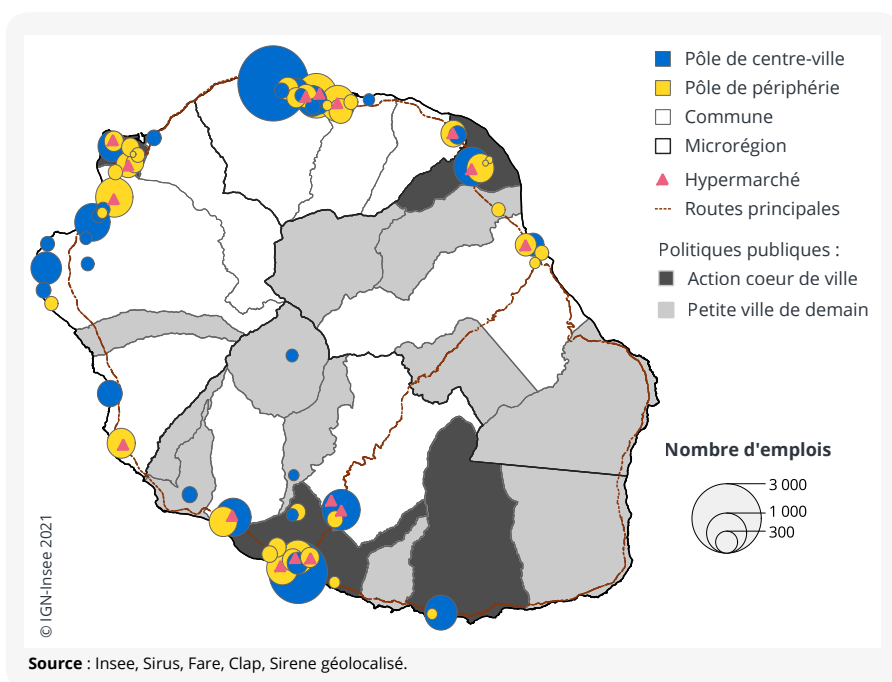 Pôle de centre-ville
Pôle de périphérie
Commune
Microrégion
Hypermarché
Routes principales
Politiques publiques :
Action coeur de ville
Petite ville de demain
Nombre d'emplois
3 000
1 000
300
© IGN-Insee 2021
Source : Insee, Sirus, Fare, Clap, Sirene géolocalisé.